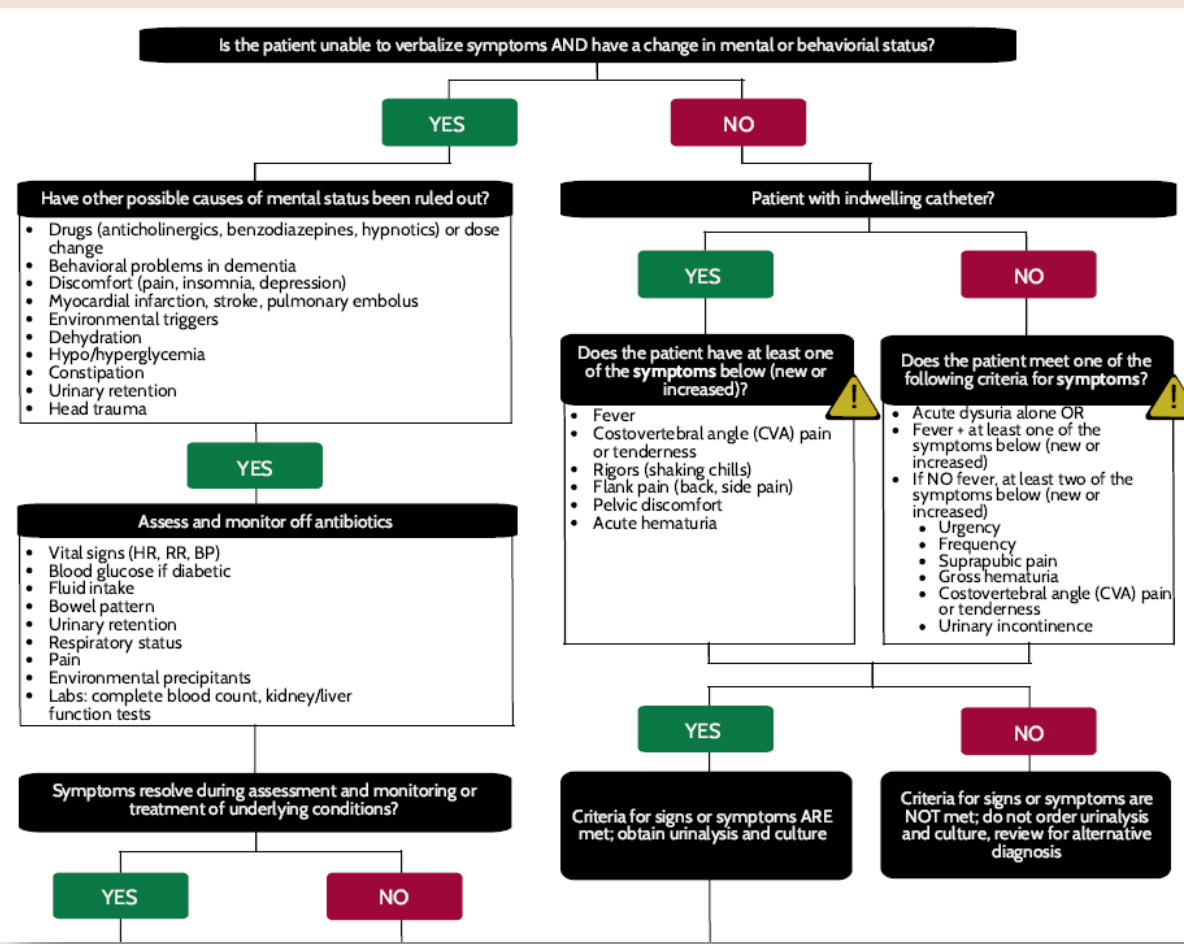 Is the patient unable to verbalize symptoms AND have a change in mental or behaviorial status?
YES
NO
Have other possible causes of mental status been ruled out?
• Drugs (anticholinergics, benzodiazepines, hypnotics) or dose
change
• Behavioral problems in dementia
• Discomfort (pain, insomnia, depression)
• Myocardial infarction, stroke, pulmonary embolus
• Environmental triggers
• Dehydration
• Hypo/hyperglycemia
• Constipation
• Urinary retention
• Head trauma
YES
Assess and monitor off antibiotics
• Vital signs (HR, RR, BP)
• Blood glucose if diabetic
• Fluid intake
• Bowel pattern
• Urinary retention
• Respiratory status
• Pain
• Environmental precipitants
• Labs: complete blood count, kidney/liver
function tests
Symptoms resolve during assessment and monitoring or
treatment of underlying conditions?
YES
NO
Patient with indwelling catheter?
YES
NO
Does the patient have at least one
of the symptoms below (new or
increased)?
!
• Fever
• Costovertebral angle (CVA) pain
or tenderness
• Rigors (shaking chills)
• Flank pain (back, side pain)
• Pelvic discomfort
• Acute hematuria
Does the patient meet one of the
following criteria for symptoms?
!
• Acute dysuria alone OR
• Fever + at least one of the
symptoms below (new or
increased)
• If NO fever, at least two of the
symptoms below (new or
increased)
• Urgency
• Frequency
• Suprapubic pain
• Gross hematuria
• Costovertebral angle (CVA) pain
or tenderness
• Urinary incontinence
YES
NO
Criteria for signs or symptoms ARE
met; obtain urinalysis and culture
Criteria for signs or symptoms are
NOT met; do not order urinalysis
and culture, review for alternative
diagnosis